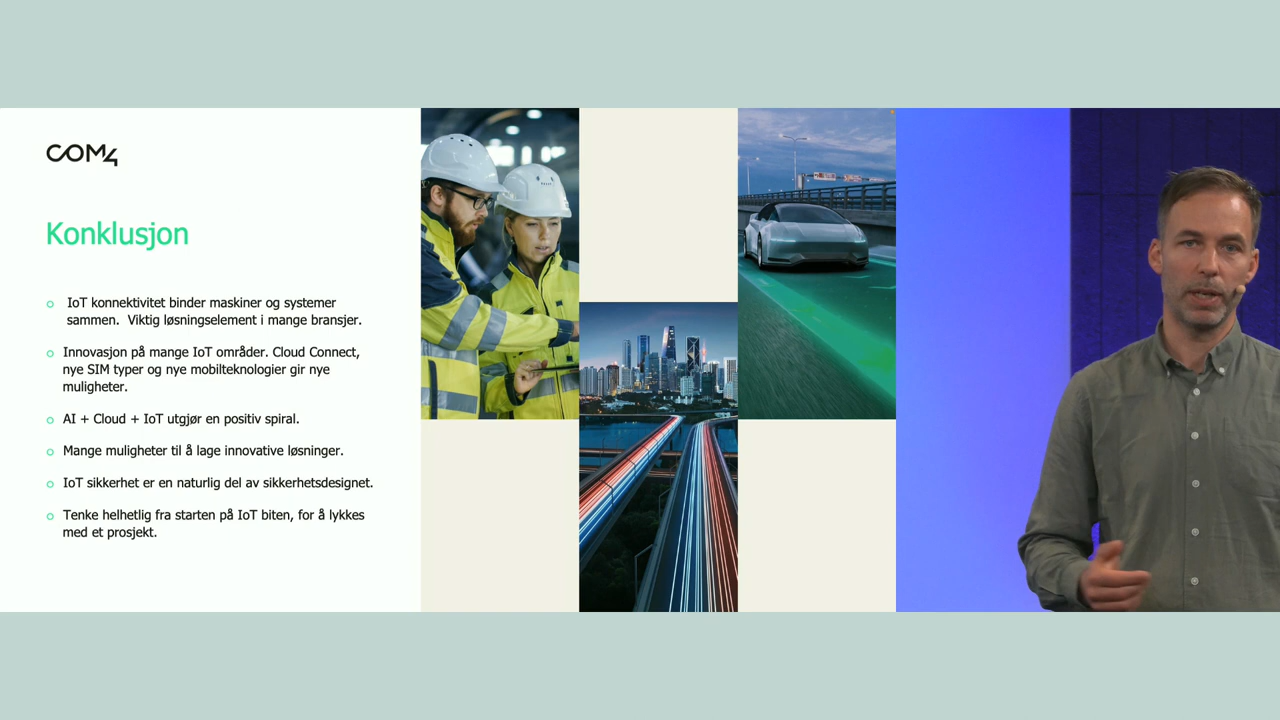 COM4
Konklusjon
IoT konnektivitet binder maskiner og systemer
sammen.  Viktig løsningselement i mange bransjer.
Innovasjon på mange IoT områder. Cloud Connect,
nye SIM typer og nye mobilteknologier gir nye
muligheter.
AI + Cloud + IoT utgjør en positiv spiral.
Mange muligheter til å lage innovative løsninger.
IoT sikkerhet er en naturlig del av sikkerhetsdesignet.
Tenke helhetlig fra starten på IoT biten, for å lykkes
med et prosjekt.